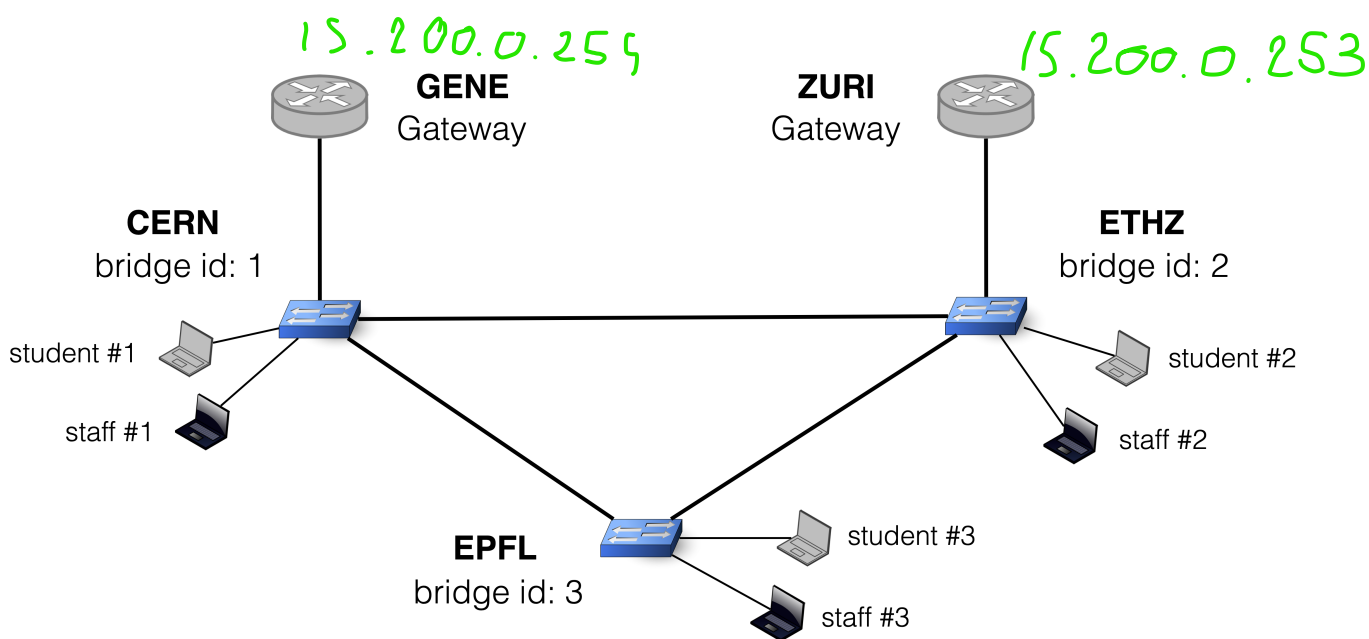 15.200.0.254
15.200.0.253
GENE
Gateway
ZURI
Gateway
CERN
bridge id: 1
ETHZ
bridge id: 2
student #1
student #2
staff #1
staff #2
EPFL
bridge id: 3
student #3
staff #3